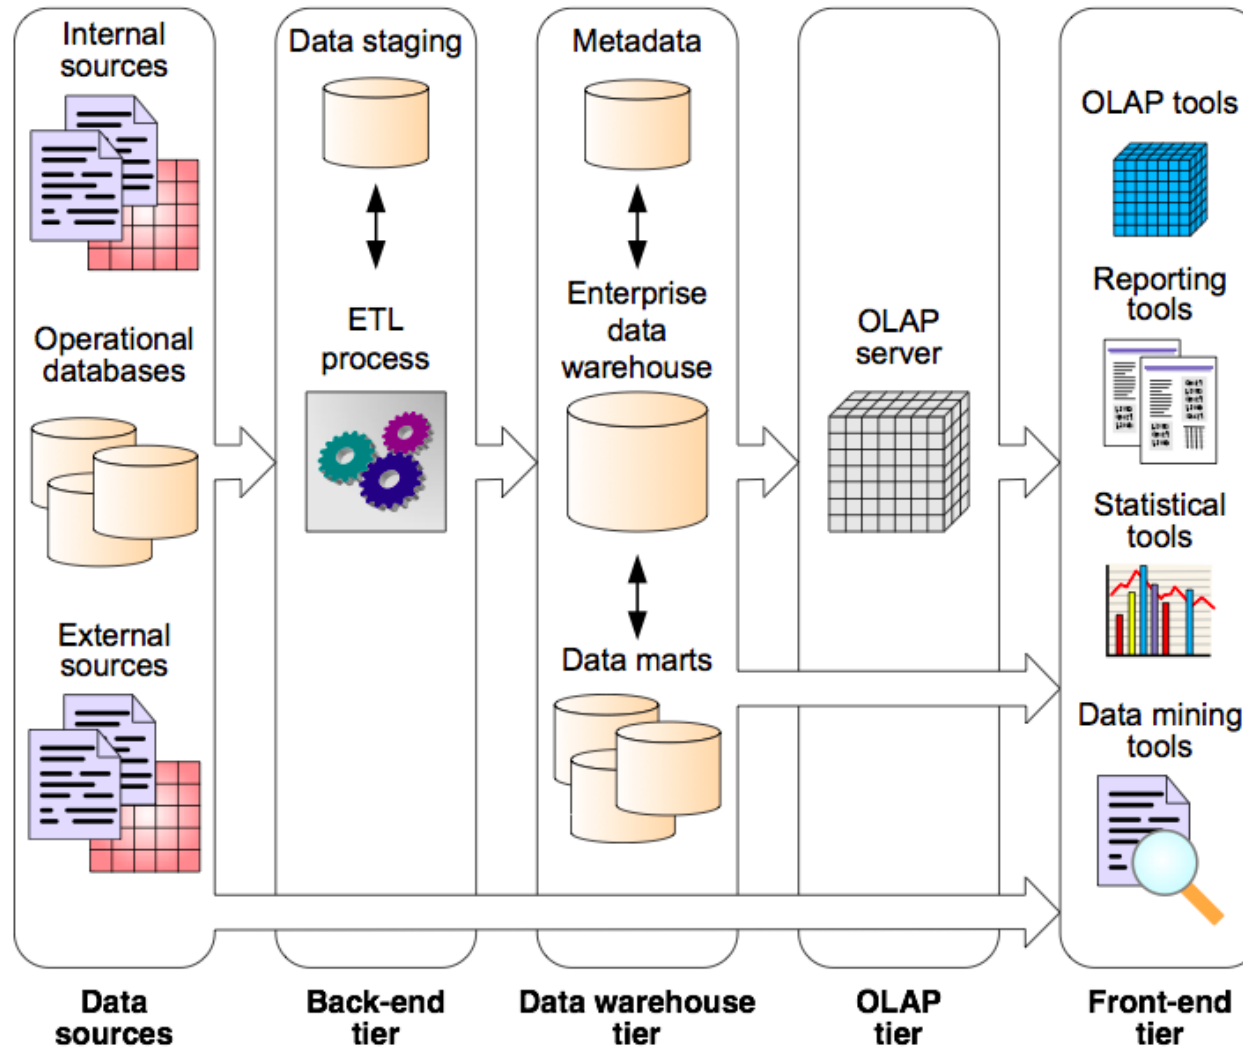 Internal
sources
Operational
databases
External
sources
Data staging
ETL
process
Metadata
Enterprise
data
warehouse
Data marts
OLAP
server
OLAP tools
Reporting
tools
Statistical
tools
Data mining
tools
Data
sources
Back-end
tier
Data warehouse
tier
OLAP
tier
Front-end
tier